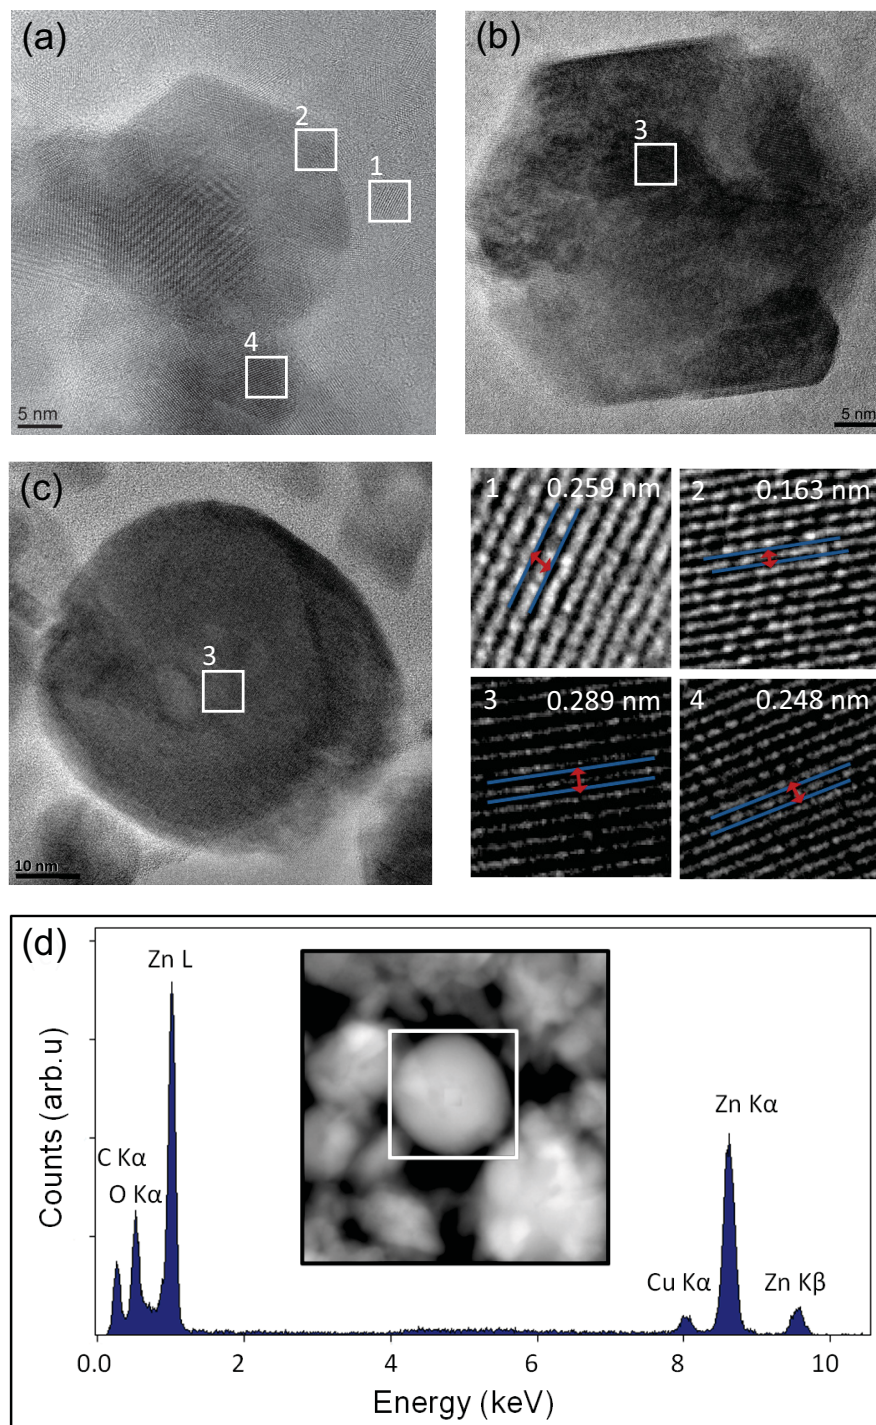 (a)
2
1
4
5 nm
(b)
3
5 nm
(c)
3
10 nm
1 0.259 nm
2 0.163 nm
3 0.289 nm
4 0.248 nm
(d)
Zn L
C Kα
O Kα
Cu Kα
Zn Kα
Zn Kβ
Counts (arb.u)
0.0 2 4 6 8 10
Energy (keV)